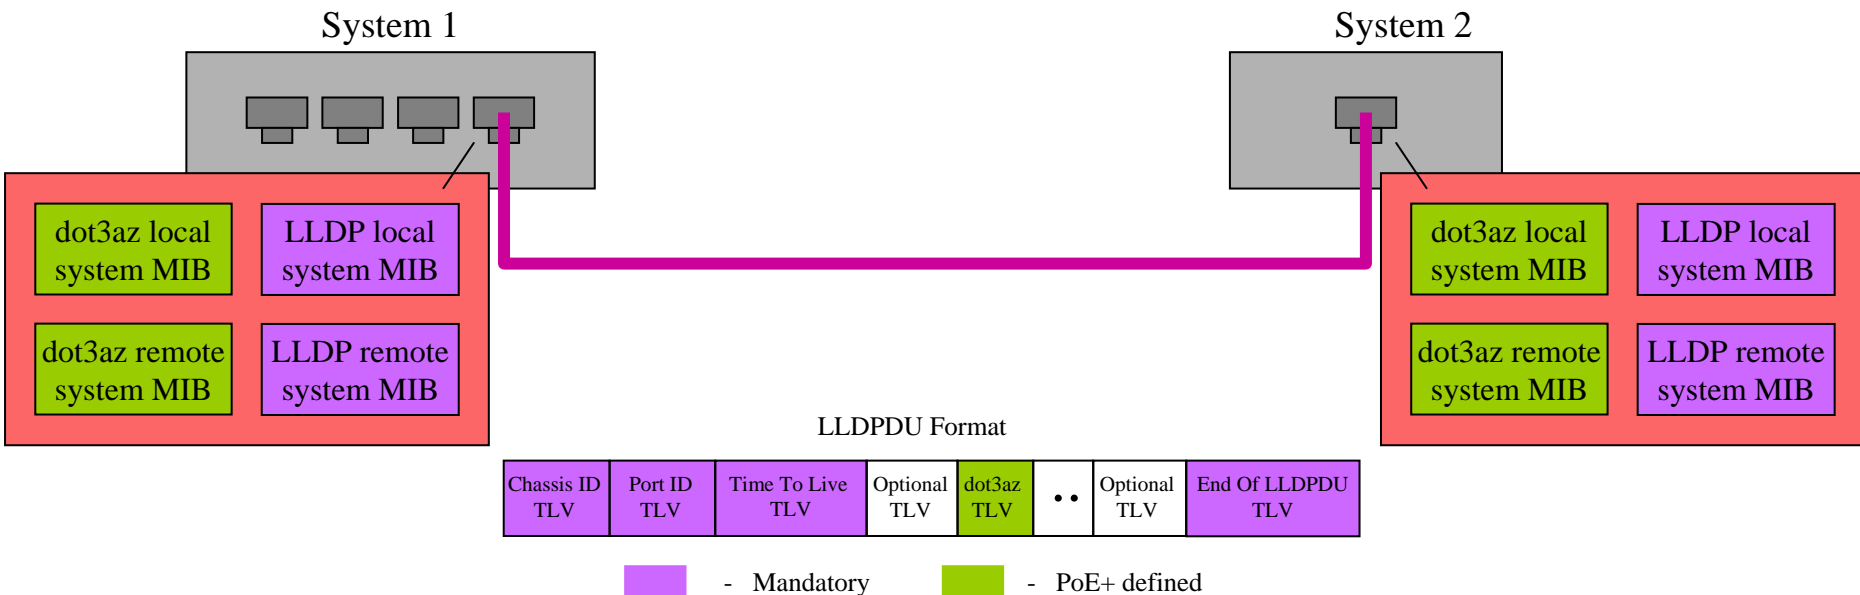 System 1
System 2
dot3az local
system MIB
LLDP local
system MIB
dot3az remote
system MIB
LLDP remote
system MIB
dot3az local
system MIB
LLDP local
system MIB
dot3az remote
system MIB
LLDP remote
system MIB
LLDPDU Format
Chassis ID
TLV
Port ID
TLV
Time To Live
TLV
Optional
TLV
dot3az
TLV
..
Optional
TLV
End Of LLDPDU
TLV
- Mandatory
- PoE+ defined